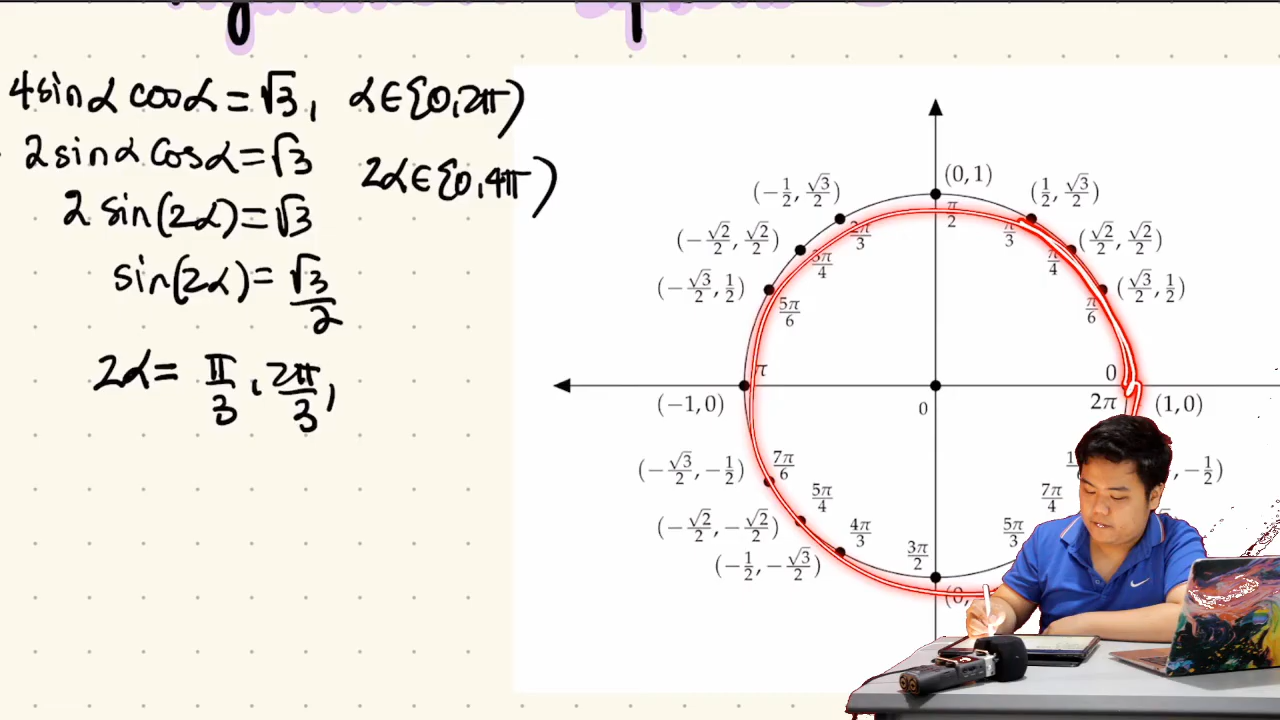 4sinα cosα = √3, α∈{0,2π)
2sinα cosα = √3 2α∈{0,4π)
2 sin(2α) = √3
sin(2α) = √3/2
2α = π/3, 2π/3,
(0, 1)
(-1/2, √3/2) (1/2, √3/2)
π/2
2π/3 π/3
(-√2/2, √2/2) (√2/2, √2/2)
3π/4 π/4
(-√3/2, 1/2) (√3/2, 1/2)
5π/6 π/6
π 0
(-1, 0) 0 2π (1, 0)
(-√3/2, -1/2) 7π/6 , -1/2)
5π/4 7π/4
(-√2/2, -√2/2)
4π/3 5π/3
3π/2
(-1/2, -√3/2)
(0,